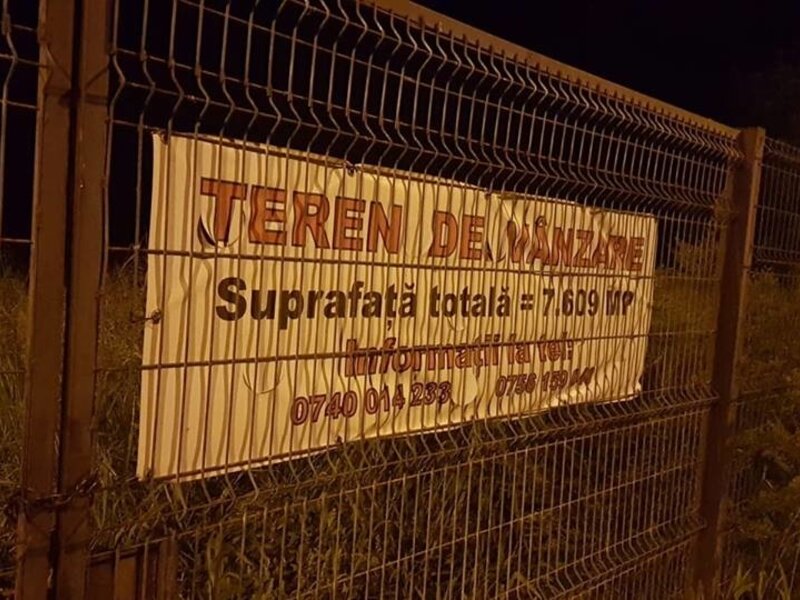 TEREN DE VÂNZARE
Suprafață totală = 7.609 MP
Informații la tel:
0740 014 233 0756 159